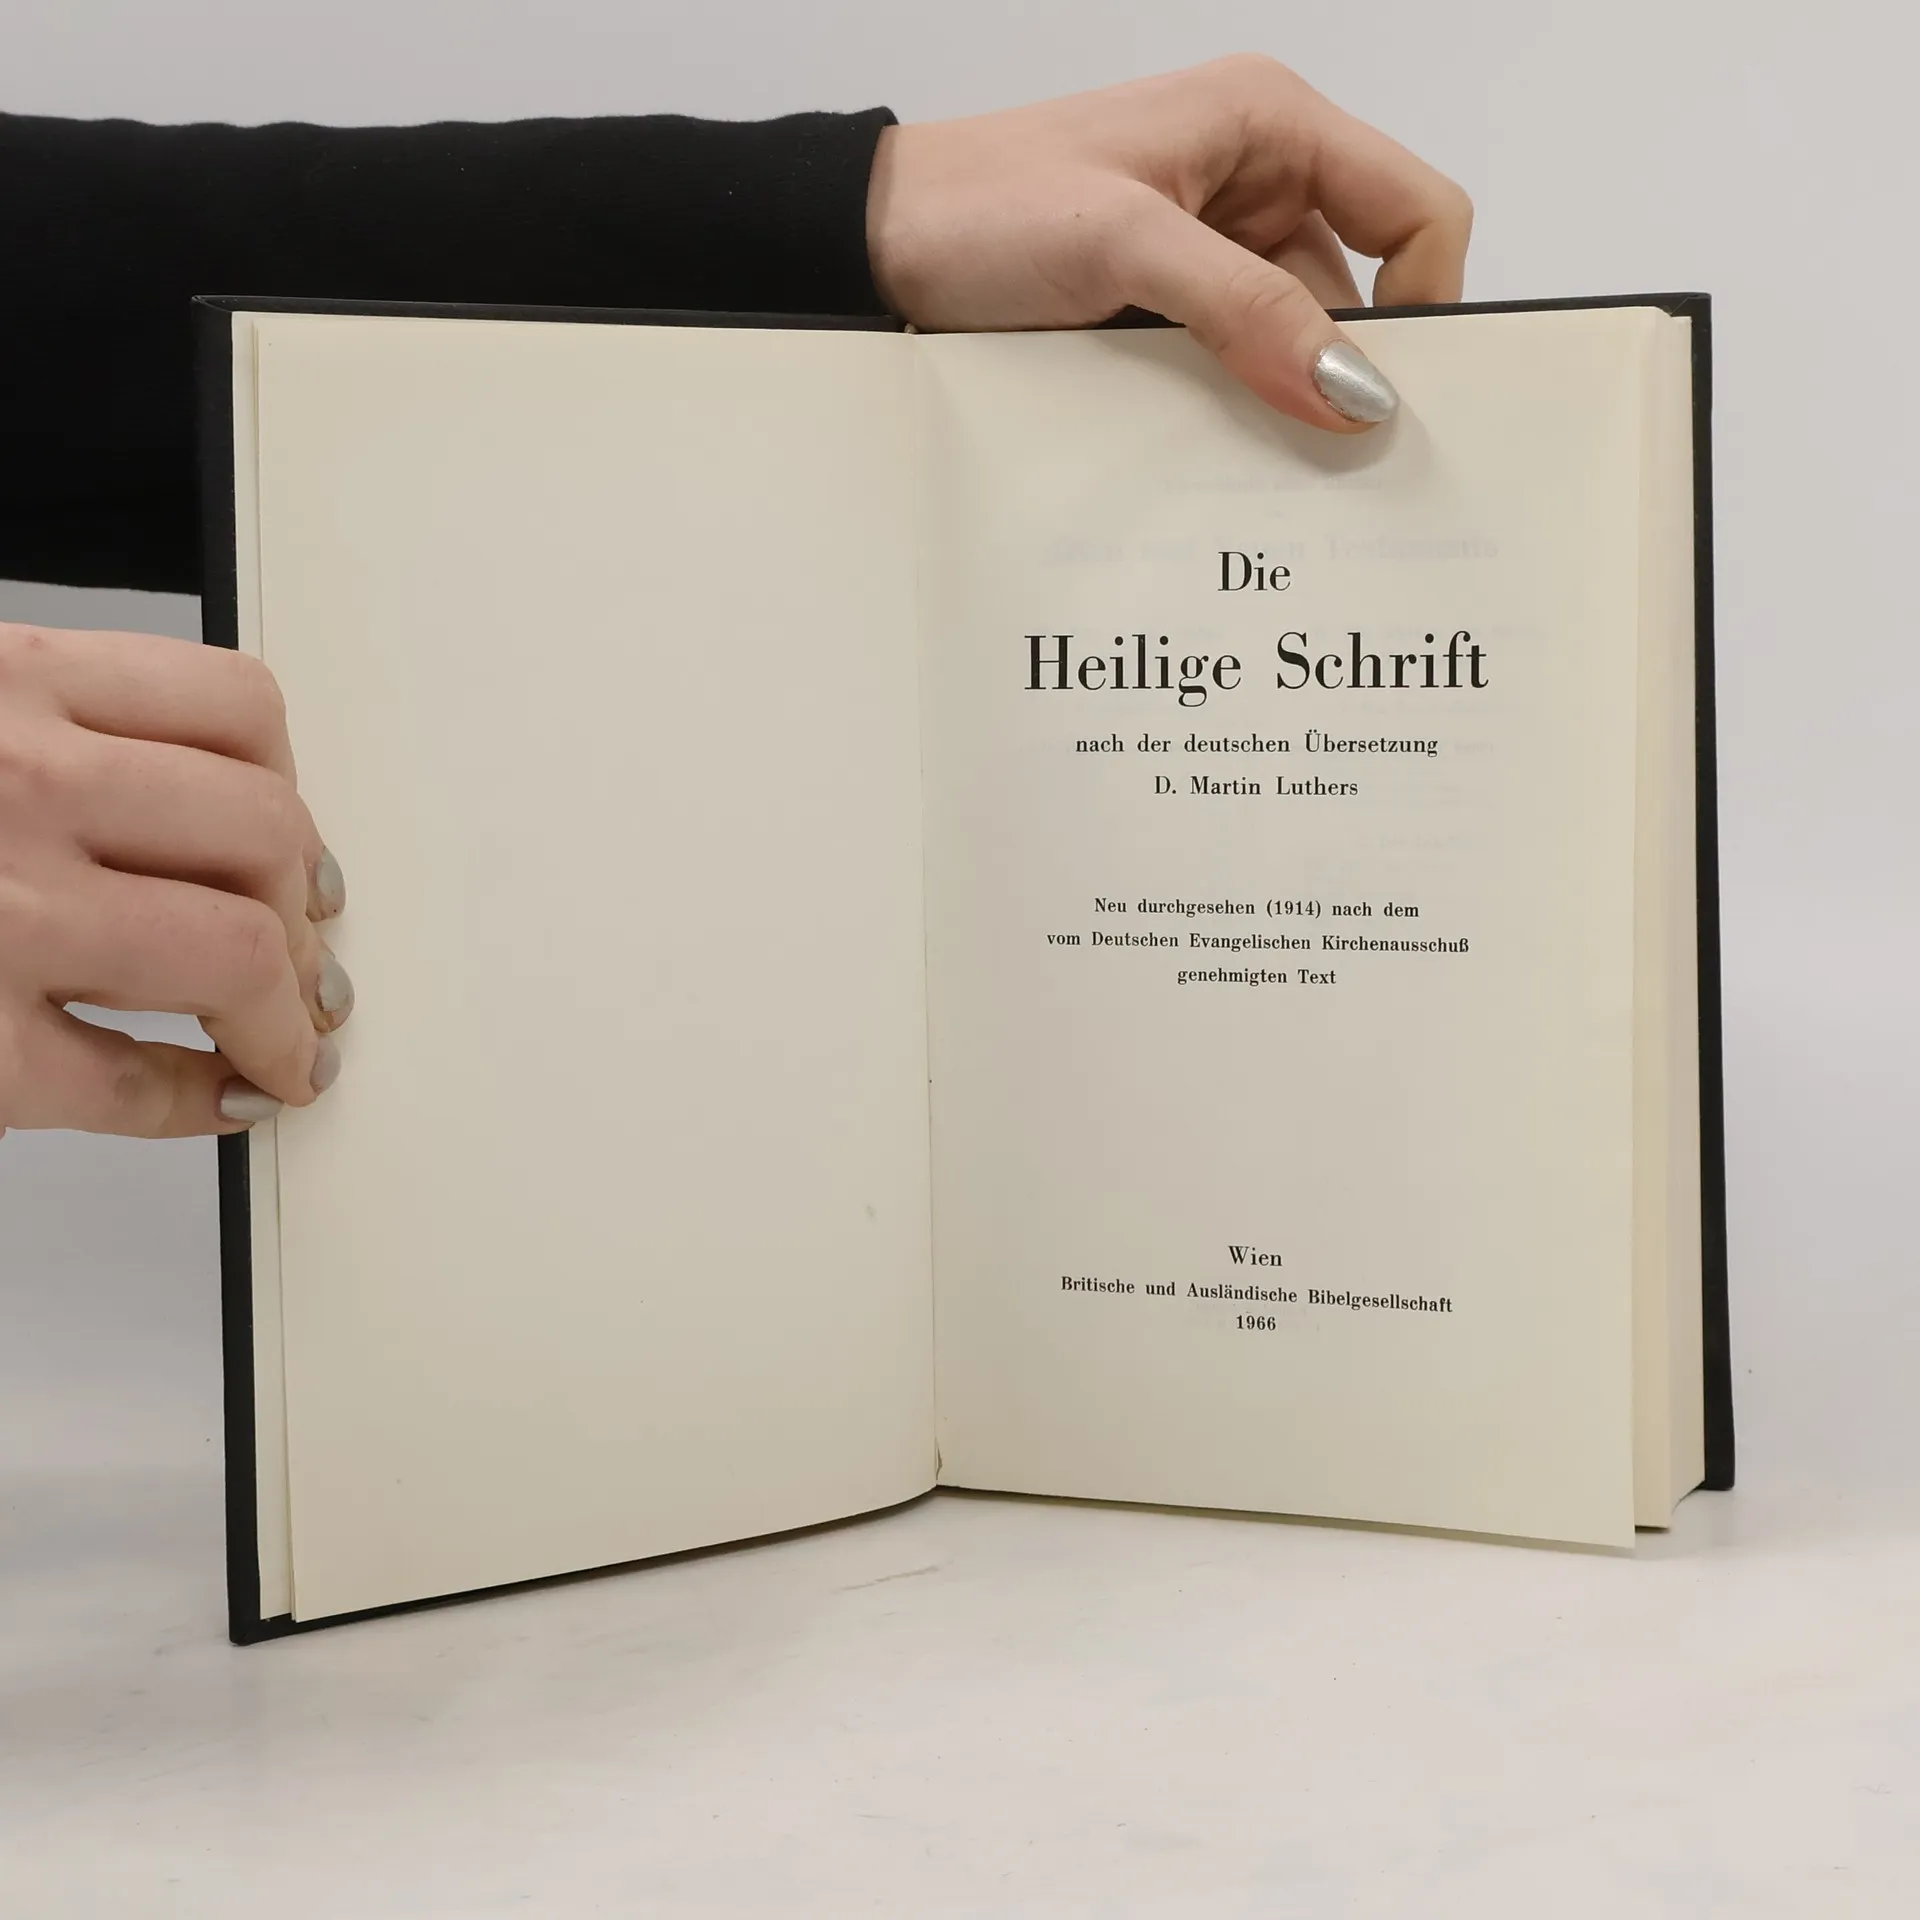 Die
Heilige Schrift
nach der deutschen Übersetzung
D. Martin Luthers
Neu durchgesehen (1914) nach dem
vom Deutschen Evangelischen Kirchenausschuß
genehmigten Text
Wien
Britische und Ausländische Bibelgesellschaft
1966